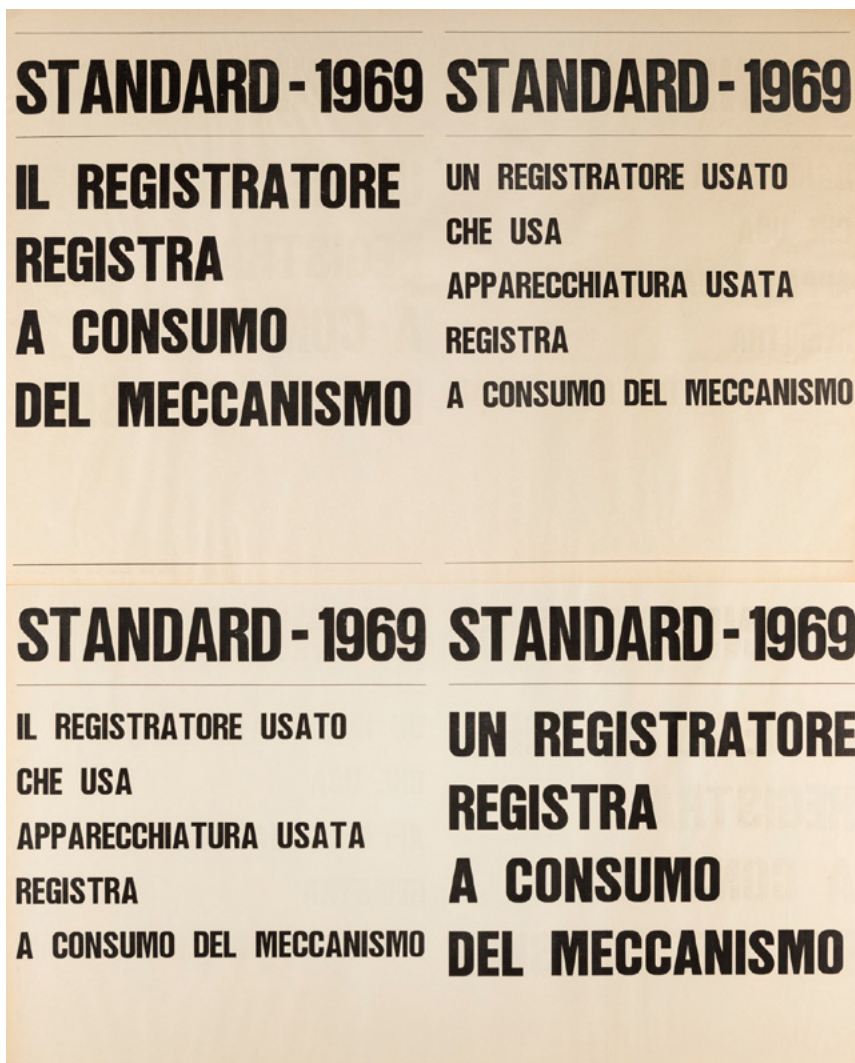 STANDARD - 1969
IL REGISTRATORE
REGISTRA
A CONSUMO
DEL MECCANISMO
STANDARD - 1969
UN REGISTRATORE USATO
CHE USA
APPARECCHIATURA USATA
REGISTRA
A CONSUMO DEL MECCANISMO
STANDARD - 1969
IL REGISTRATORE USATO
CHE USA
APPARECCHIATURA USATA
REGISTRA
A CONSUMO DEL MECCANISMO
STANDARD - 1969
UN REGISTRATORE
REGISTRA
A CONSUMO
DEL MECCANISMO